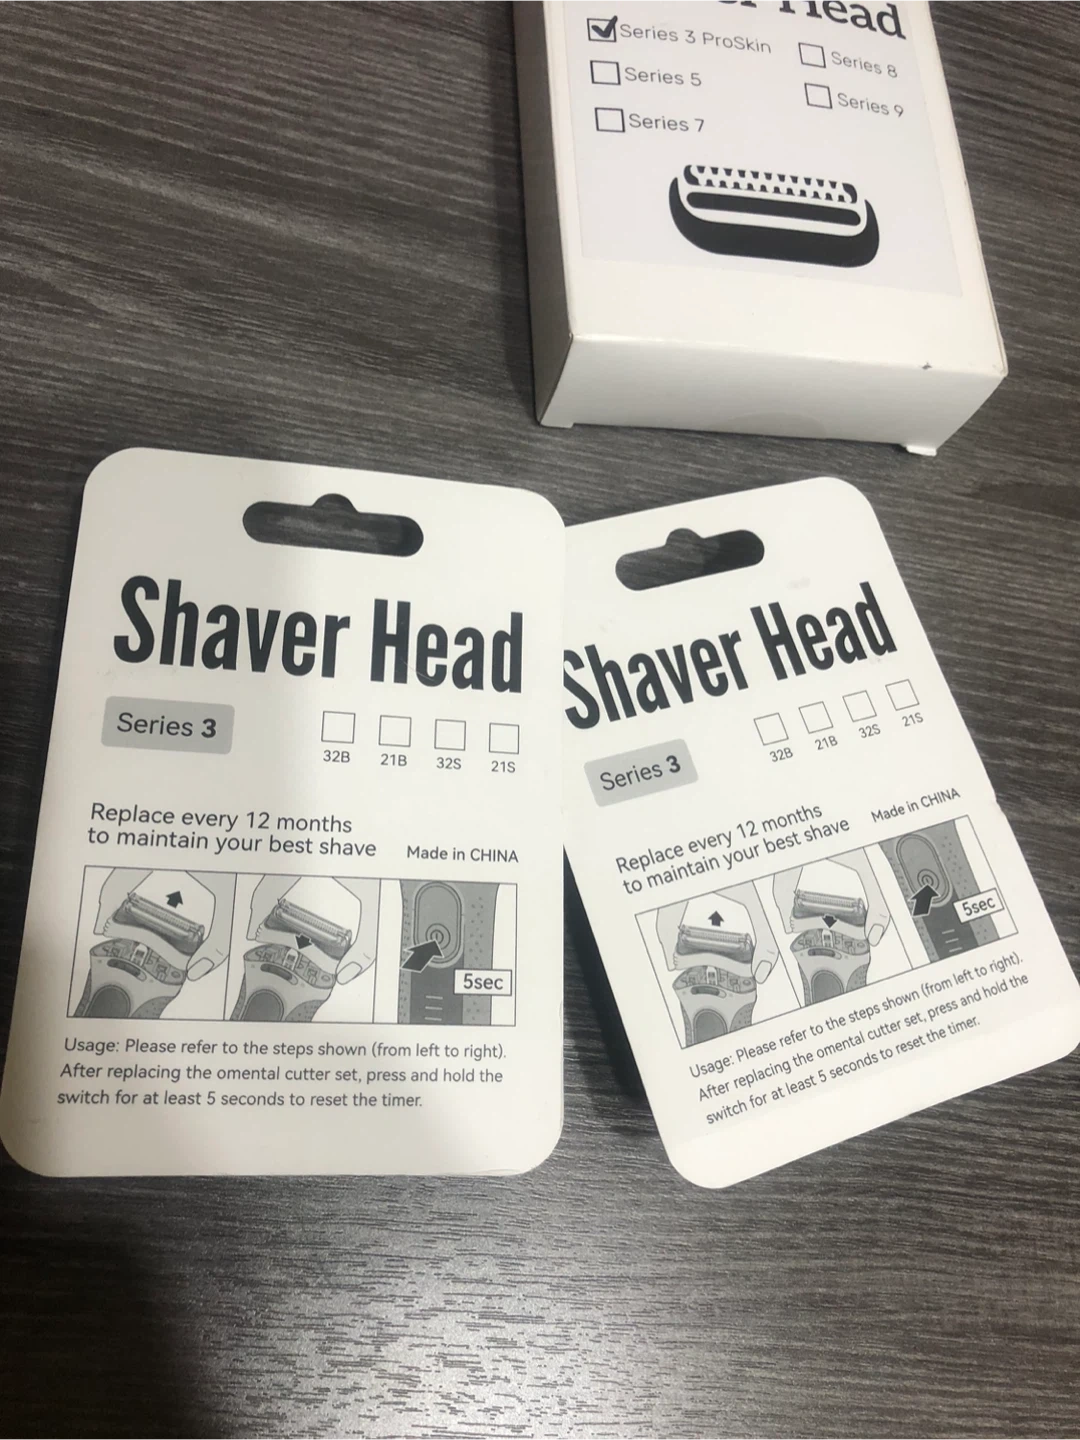 Head
Series 3 ProSkin
Series 8
Series 5
Series 9
Series 7
Shaver Head
Series 3
32B 21B 32S 21S
Replace every 12 months
to maintain your best shave
Made in CHINA
5sec
Usage: Please refer to the steps shown (from left to right).
After replacing the omental cutter set, press and hold the
switch for at least 5 seconds to reset the timer.
Shaver Head
Series 3
32B 21B 32S 21S
Replace every 12 months
to maintain your best shave
Made in CHINA
5sec
Usage: Please refer to the steps shown (from left to right).
After replacing the omental cutter set, press and hold the
switch for at least 5 seconds to reset the timer.